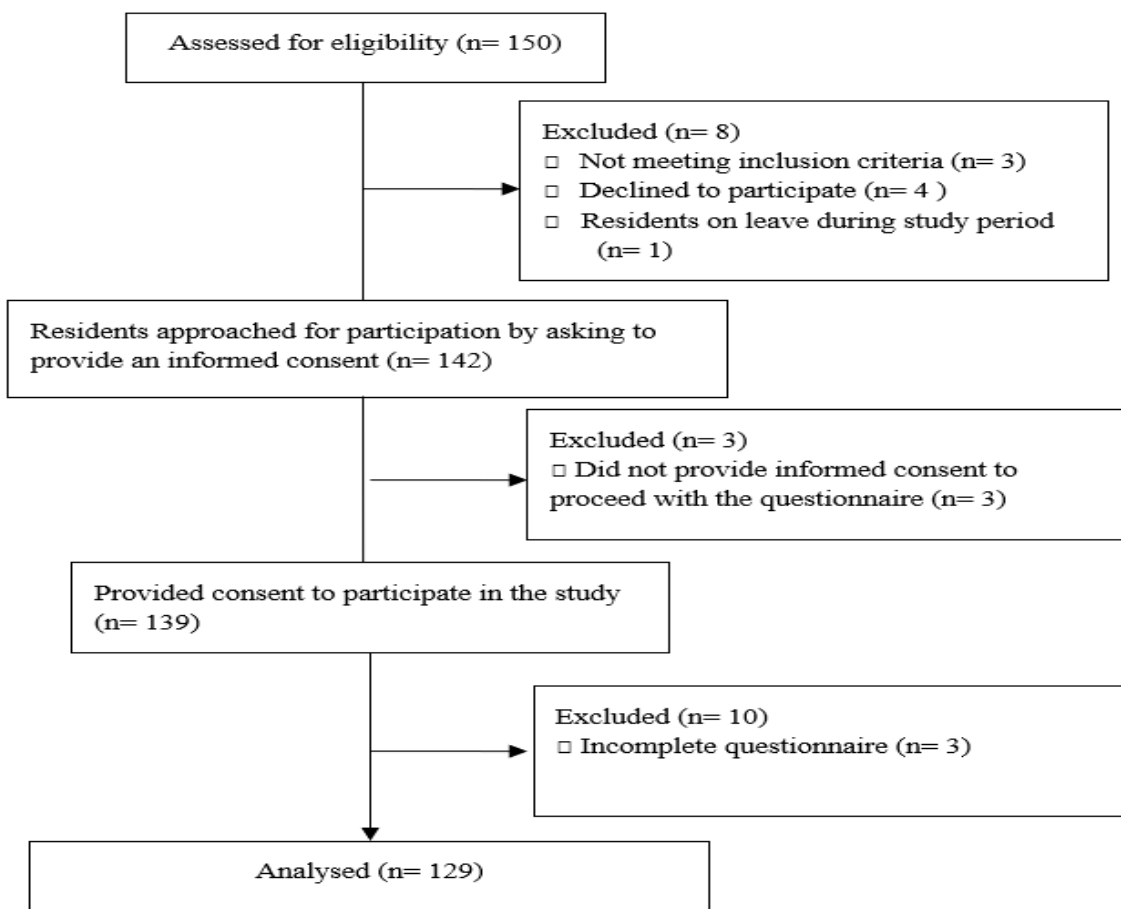 Assessed for eligibility (n= 150)
Excluded (n= 8)
□ Not meeting inclusion criteria (n= 3)
□ Declined to participate (n= 4 )
□ Residents on leave during study period
(n= 1)
Residents approached for participation by asking to
provide an informed consent (n= 142)
Excluded (n= 3)
□ Did not provide informed consent to
proceed with the questionnaire (n= 3)
Provided consent to participate in the study
(n= 139)
Excluded (n= 10)
□ Incomplete questionnaire (n= 3)
Analysed (n= 129)